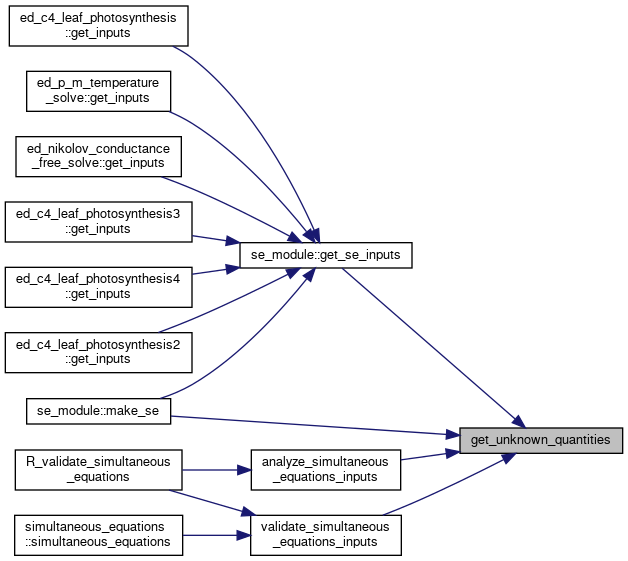 ed_c4_leaf_photosynthesis
::get_inputs
ed_p_m_temperature
_solve::get_inputs
ed_nikolov_conductance
_free_solve::get_inputs
ed_c4_leaf_photosynthesis3
::get_inputs
se_module::get_se_inputs
ed_c4_leaf_photosynthesis4
::get_inputs
ed_c4_leaf_photosynthesis2
::get_inputs
se_module::make_se
get_unknown_quantities
R_validate_simultaneous
_equations
analyze_simultaneous
_equations_inputs
simultaneous_equations
::simultaneous_equations
validate_simultaneous
_equations_inputs